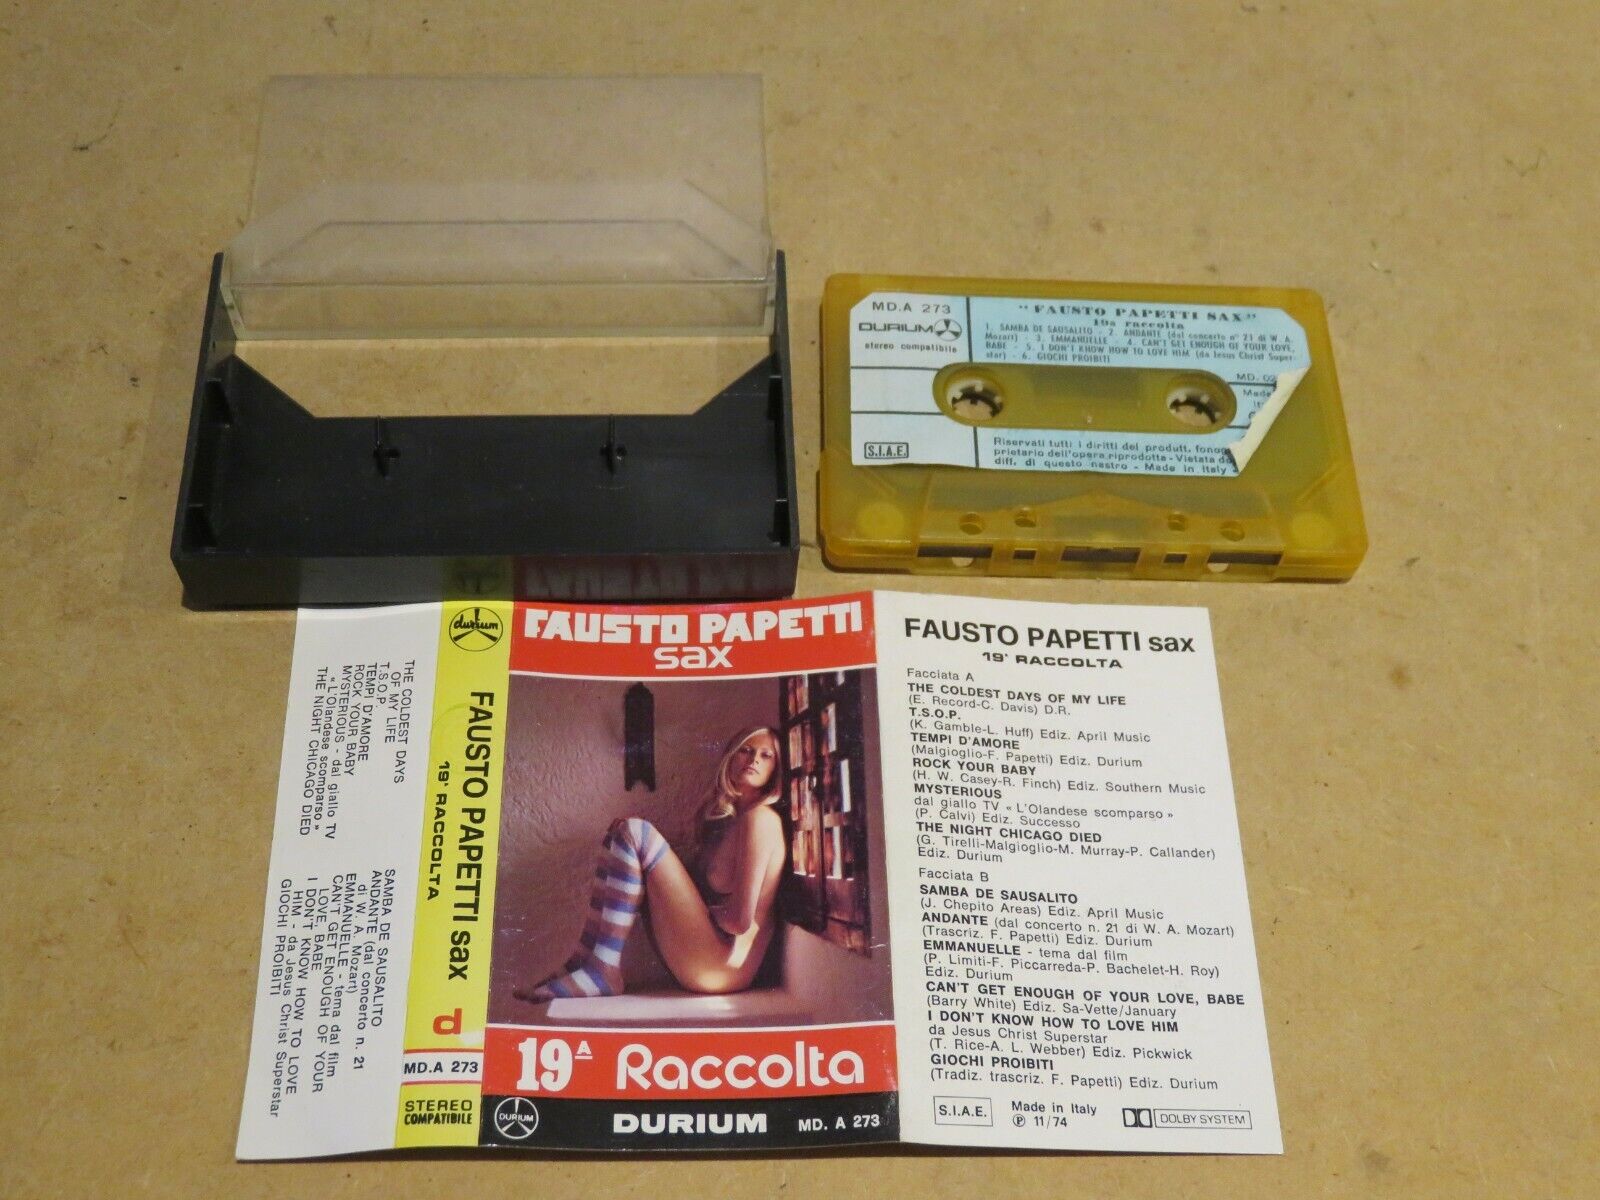 MD.A 273
DURIUM
stereo compatibile
S.I.A.E.
"FAUSTO PAPETTI SAX"
19a raccolta
1. SAMBA DE SAUSALITO - 2. ANDANTE (dal concerto n° 21 di W. A.
Mozart) - 3. EMMANUELLE - 4. CAN'T GET ENOUGH OF YOUR LOVE,
BABE - 5. I DON'T KNOW HOW TO LOVE HIM (da Jesus Christ Super-
star) - 6. GIOCHI PROIBITI
MD. 02
Made
Riservati tutti i diritti del produtt. fonog
prietario dell'opera riprodotta - Vietata
diff. di questo nastro - Made in Italy
THE COLDEST DAYS
OF MY LIFE
T.S.O.P.
TEMPI D'AMORE
ROCK YOUR BABY
MYSTERIOUS - dal giallo TV
« L'Olandese scomparso »
THE NIGHT CHICAGO DIED
SAMBA DE SAUSALITO
ANDANTE (dal concerto n. 21
di W. A. Mozart)
EMMANUELLE - tema dal film
CAN'T GET ENOUGH OF YOUR
LOVE, BABE
I DON'T KNOW HOW TO LOVE
HIM - da Jesus Christ Superstar
GIOCHI PROIBITI
durium
FAUSTO PAPETTI sax
19ª RACCOLTA
d
MD.A 273
STEREO
COMPATIBILE
FAUSTO PAPETTI
sax
19ª Raccolta
DURIUM
DURIUM
MD. A 273
FAUSTO PAPETTI sax
19ª RACCOLTA
Facciata A
THE COLDEST DAYS OF MY LIFE
(E. Record-C. Davis) D.R.
T.S.O.P.
(K. Gamble-L. Huff) Ediz. April Music
TEMPI D'AMORE
(Malgioglio-F. Papetti) Ediz. Durium
ROCK YOUR BABY
(H. W. Casey-R. Finch) Ediz. Southern Music
MYSTERIOUS
dal giallo TV « L'Olandese scomparso »
(P. Calvi) Ediz. Successo
THE NIGHT CHICAGO DIED
(G. Tirelli-Malgioglio-M. Murray-P. Callander)
Ediz. Durium
Facciata B
SAMBA DE SAUSALITO
(J. Chepito Areas) Ediz. April Music
ANDANTE (dal concerto n. 21 di W. A. Mozart)
(Trascriz. F. Papetti) Ediz. Durium
EMMANUELLE - tema dal film
(P. Limiti-F. Piccarreda-P. Bachelet-H. Roy)
Ediz. Durium
CAN'T GET ENOUGH OF YOUR LOVE, BABE
(Barry White) Ediz. Sa-Vette/January
I DON'T KNOW HOW TO LOVE HIM
da Jesus Christ Superstar
(T. Rice-A. L. Webber) Ediz. Pickwick
GIOCHI PROIBITI
(Tradiz. trascriz. F. Papetti) Ediz. Durium
S.I.A.E.
Made in Italy
℗ 11/74
DOLBY SYSTEM